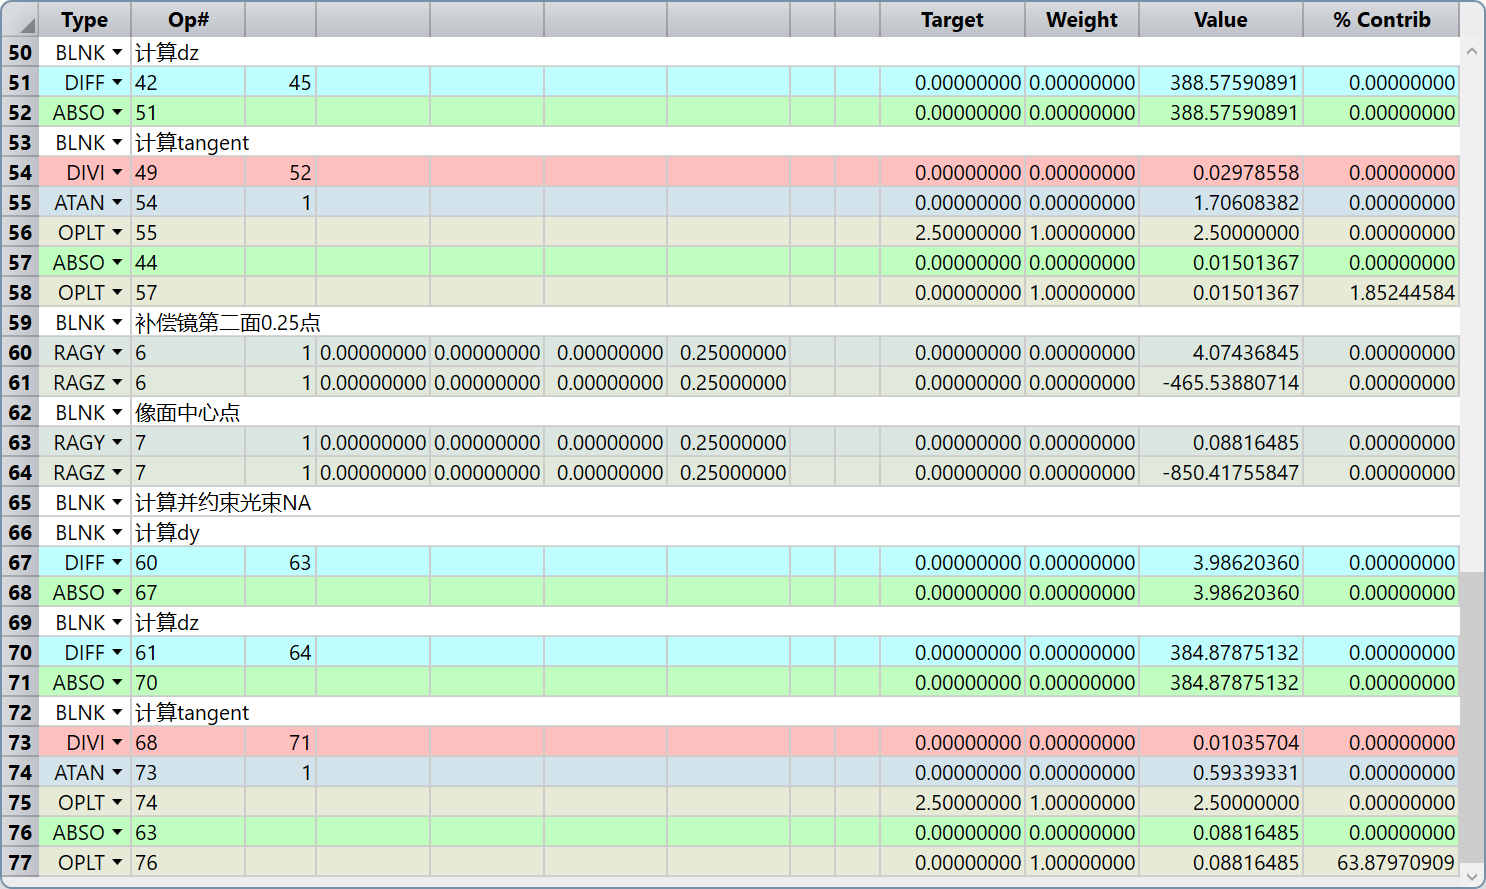 Type Op# Target Weight Value % Contrib
50 BLNK 计算dz
51 DIFF 42 45 0.00000000 0.00000000 388.57590891 0.00000000
52 ABSO 51 0.00000000 0.00000000 388.57590891 0.00000000
53 BLNK 计算tangent
54 DIVI 49 52 0.00000000 0.00000000 0.02978558 0.00000000
55 ATAN 54 1 0.00000000 0.00000000 1.70608382 0.00000000
56 OPLT 55 2.50000000 1.00000000 2.50000000 0.00000000
57 ABSO 44 0.00000000 0.00000000 0.01501367 0.00000000
58 OPLT 57 0.00000000 1.00000000 0.01501367 1.85244584
59 BLNK 补偿镜第二面0.25点
60 RAGY 6 1 0.00000000 0.00000000 0.00000000 0.25000000 0.00000000 0.00000000 4.07436845 0.00000000
61 RAGZ 6 1 0.00000000 0.00000000 0.00000000 0.25000000 0.00000000 0.00000000 -465.53880714 0.00000000
62 BLNK 像面中心点
63 RAGY 7 1 0.00000000 0.00000000 0.00000000 0.25000000 0.00000000 0.00000000 0.08816485 0.00000000
64 RAGZ 7 1 0.00000000 0.00000000 0.00000000 0.25000000 0.00000000 0.00000000 -850.41755847 0.00000000
65 BLNK 计算并约束光束NA
66 BLNK 计算dy
67 DIFF 60 63 0.00000000 0.00000000 3.98620360 0.00000000
68 ABSO 67 0.00000000 0.00000000 3.98620360 0.00000000
69 BLNK 计算dz
70 DIFF 61 64 0.00000000 0.00000000 384.87875132 0.00000000
71 ABSO 70 0.00000000 0.00000000 384.87875132 0.00000000
72 BLNK 计算tangent
73 DIVI 68 71 0.00000000 0.00000000 0.01035704 0.00000000
74 ATAN 73 1 0.00000000 0.00000000 0.59339331 0.00000000
75 OPLT 74 2.50000000 1.00000000 2.50000000 0.00000000
76 ABSO 63 0.00000000 0.00000000 0.08816485 0.00000000
77 OPLT 76 0.00000000 1.00000000 0.08816485 63.87970909